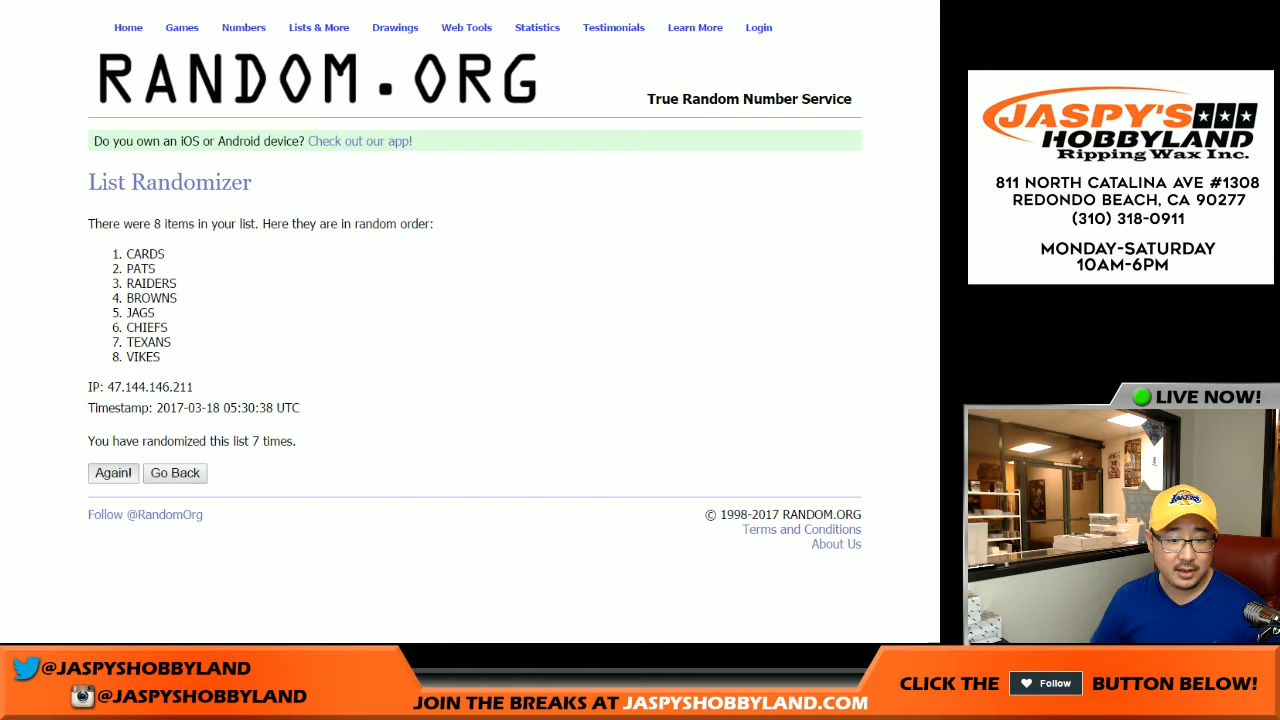 Home Games Numbers Lists & More Drawings Web Tools Statistics Testimonials Learn More Login
RANDOM.ORG
True Random Number Service
Do you own an iOS or Android device? Check out our app!
List Randomizer
There were 8 items in your list. Here they are in random order:
1. CARDS
2. PATS
3. RAIDERS
4. BROWNS
5. JAGS
6. CHIEFS
7. TEXANS
8. VIKES
IP: 47.144.146.211
Timestamp: 2017-03-18 05:30:38 UTC
You have randomized this list 7 times.
Again! Go Back
Follow @RandomOrg
© 1998-2017 RANDOM.ORG
Terms and Conditions
About Us
JASPY'S
HOBBYLAND
Ripping Wax Inc.
811 NORTH CATALINA AVE #1308
REDONDO BEACH, CA 90277
(310) 318-0911
MONDAY-SATURDAY
10AM-6PM
LIVE NOW!
LAKERS
@JASPYSHOBBYLAND
@JASPYSHOBBYLAND
JOIN THE BREAKS AT JASPYSHOBBYLAND.COM
CLICK THE Follow BUTTON BELOW!